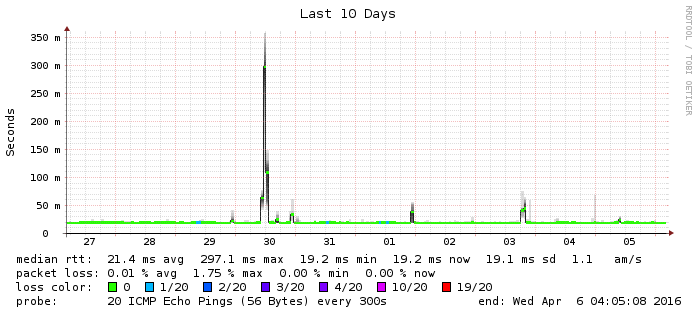 Last 10 Days
RRDTOOL / TOBI OETIKER
Seconds
350 m
300 m
250 m
200 m
150 m
100 m
50 m
0
27 28 29 30 31 01 02 03 04 05
median rtt: 21.4 ms avg 297.1 ms max 19.2 ms min 19.2 ms now 19.1 ms sd 1.1 am/s
packet loss: 0.01 % avg 1.75 % max 0.00 % min 0.00 % now
loss color: 0 1/20 2/20 3/20 4/20 10/20 19/20
probe: 20 ICMP Echo Pings (56 Bytes) every 300s end: Wed Apr 6 04:05:08 2016